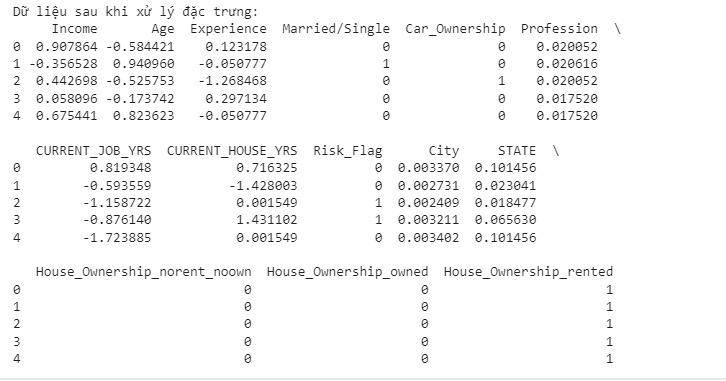 Dữ liệu sau khi xử lý đặc trưng:
Income Age Experience Married/Single Car_Ownership Profession \
0 0.907864 -0.584421 0.123178 0 0 0.020052
1 -0.356528 0.940960 -0.050777 1 0 0.020616
2 0.442698 -0.525753 -1.268468 0 1 0.020052
3 0.058096 -0.173742 0.297134 0 0 0.017520
4 0.675441 0.823623 -0.050777 0 0 0.017520
CURRENT_JOB_YRS CURRENT_HOUSE_YRS Risk_Flag City STATE \
0 0.819348 0.716325 0 0.003370 0.101456
1 -0.593559 -1.428003 0 0.002731 0.023041
2 -1.158722 0.001549 1 0.002409 0.018477
3 -0.876140 1.431102 1 0.003211 0.065630
4 -1.723885 0.001549 0 0.003402 0.101456
House_Ownership_norent_noown House_Ownership_owned House_Ownership_rented
0 0 0 1
1 0 0 1
2 0 0 1
3 0 0 1
4 0 0 1